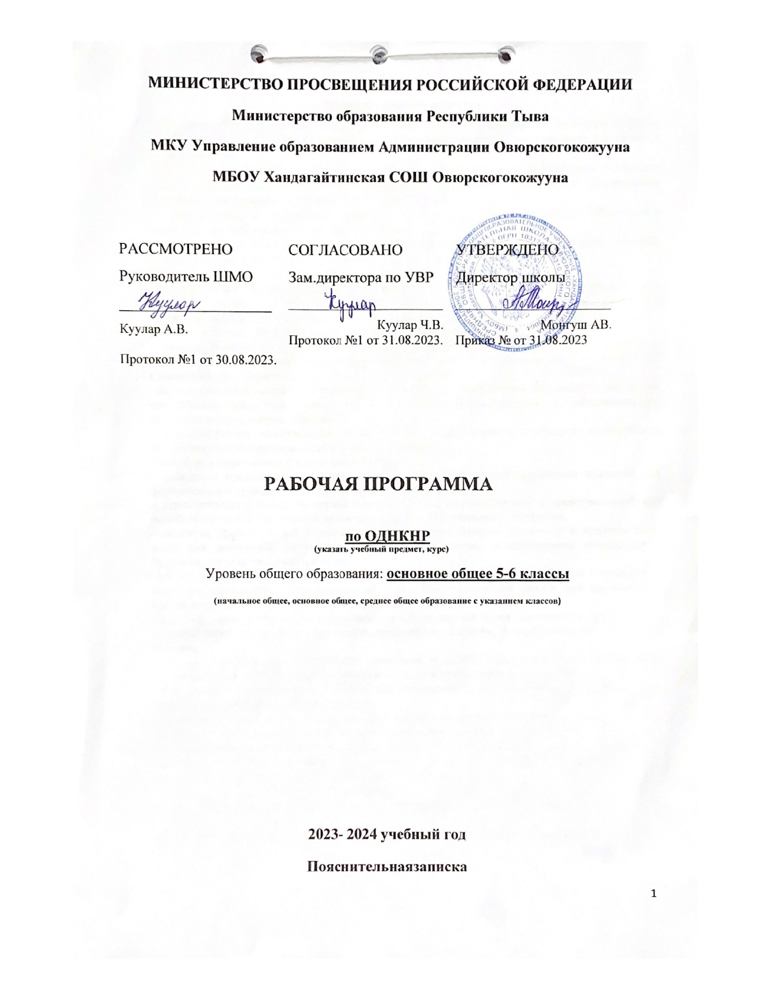 МИНИСТЕРСТВО ПРОСВЕЩЕНИЯ РОССИЙСКОЙ ФЕДЕРАЦИИ
Министерство образования Республики Тыва
МКУ Управление образованием Администрации Овюрскогокожууна
МБОУ Хандагайтинская СОШ Овюрскогокожууна
РАССМОТРЕНО
Руководитель ШМО
Куулар
Куулар А.В.
Протокол №1 от 30.08.2023.
СОГЛАСОВАНО
Зам.директора по УВР
Куулар
Куулар Ч.В.
Протокол №1 от 31.08.2023.
УТВЕРЖДЕНО
Директор школы
Монгуш АВ.
Приказ № от 31.08.2023
РАБОЧАЯ ПРОГРАММА
по ОДНКНР
(указать учебный предмет, курс)
Уровень общего образования: основное общее 5-6 классы
(начальное общее, основное общее, среднее общее образование с указанием классов)
2023- 2024 учебный год
Пояснительнаязаписка
1